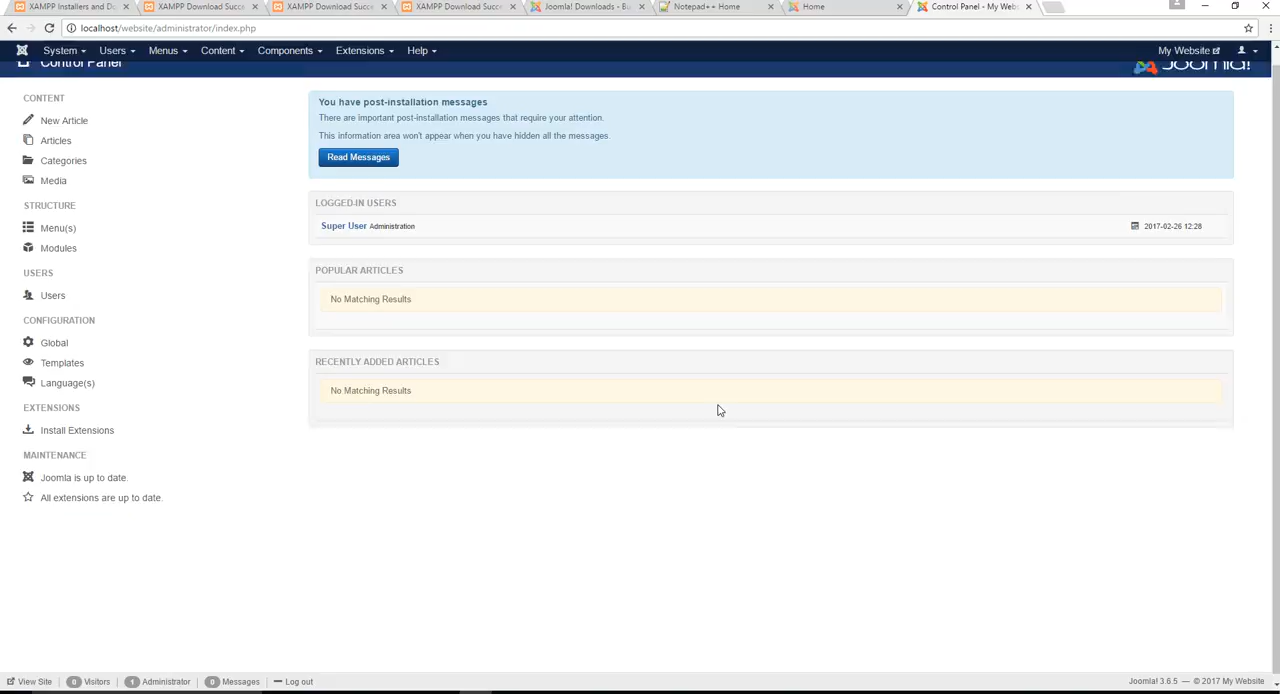 XAMPP Installers and Do
XAMPP Download Succe
XAMPP Download Succe
XAMPP Download Succe
Joomla! Downloads - Bu
Notepad++ Home
Home
Control Panel - My Web
localhost/website/administrator/index.php
System Users Menus Content Components Extensions Help My Website
Control Panel Joomla!
CONTENT
New Article
Articles
Categories
Media
STRUCTURE
Menu(s)
Modules
USERS
Users
CONFIGURATION
Global
Templates
Language(s)
EXTENSIONS
Install Extensions
MAINTENANCE
Joomla is up to date.
All extensions are up to date.
You have post-installation messages
There are important post-installation messages that require your attention.
This information area won't appear when you have hidden all the messages.
Read Messages
LOGGED-IN USERS
Super User Administration 2017-02-26 12:28
POPULAR ARTICLES
No Matching Results
RECENTLY ADDED ARTICLES
No Matching Results
View Site 0 Visitors 1 Administrator 0 Messages Log out Joomla! 3.6.5 — © 2017 My Website